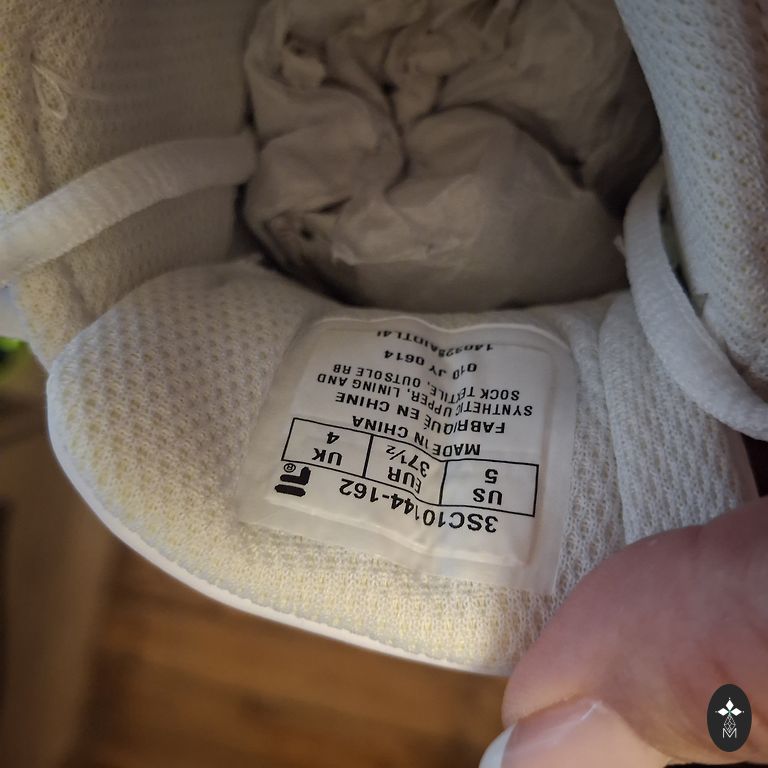 3SC10144-162
US EUR UK
5 37½ 4
MADE IN CHINA
FABRIQUÉ EN CHINE
SYNTHETIC UPPER, LINING AND
SOCK TEXTILE, OUTSOLE RB
010 JY 0614
M